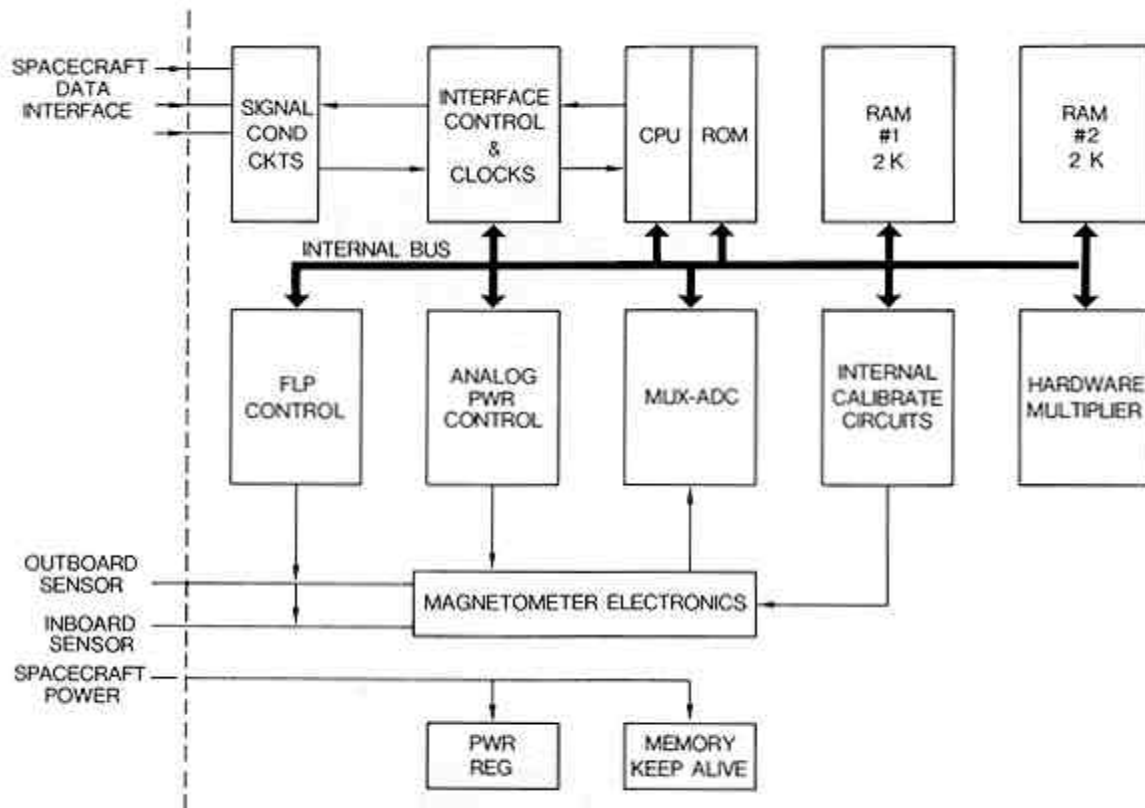 SPACECRAFT
DATA
INTERFACE
SIGNAL
COND
CKTS
INTERFACE
CONTROL
&
CLOCKS
CPU
ROM
RAM
#1
2 K
RAM
#2
2 K
INTERNAL BUS
FLP
CONTROL
ANALOG
PWR
CONTROL
MUX-ADC
INTERNAL
CALIBRATE
CIRCUITS
HARDWARE
MULTIPLIER
OUTBOARD
SENSOR
MAGNETOMETER ELECTRONICS
INBOARD
SENSOR
SPACECRAFT
POWER
PWR
REG
MEMORY
KEEP ALIVE